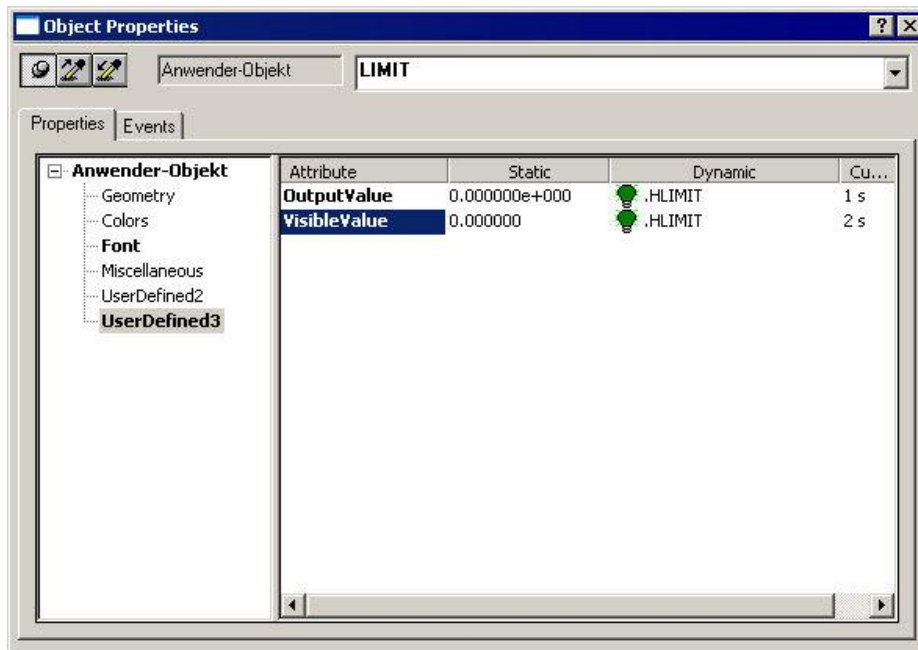 Object Properties
Anwender-Objekt LIMIT
Properties Events
Anwender-Objekt
Geometry
Colors
Font
Miscellaneous
UserDefined2
UserDefined3
Attribute Static Dynamic Cu...
OutputValue 0.000000e+000 .HLIMIT 1 s
VisibleValue 0.000000 .HLIMIT 2 s